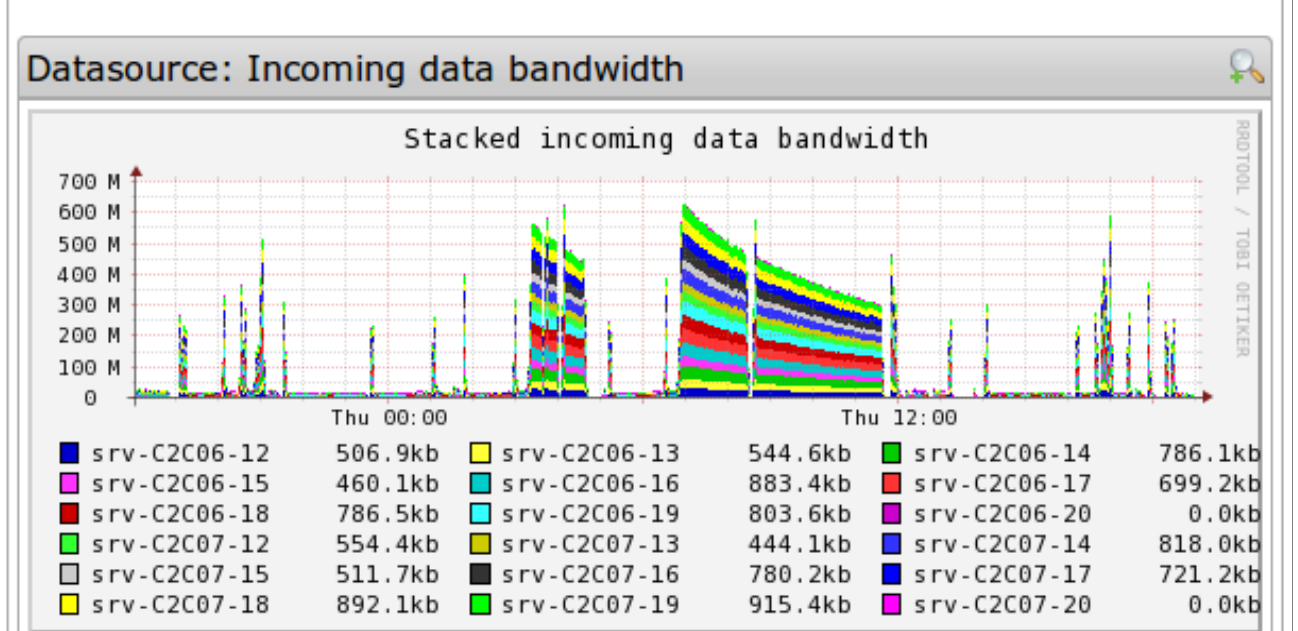 Datasource: Incoming data bandwidth
Stacked incoming data bandwidth
RRDTOOL / TOBI OETIKER
700 M
600 M
500 M
400 M
300 M
200 M
100 M
0
Thu 00:00 Thu 12:00
srv-C2C06-12 506.9kb srv-C2C06-13 544.6kb srv-C2C06-14 786.1kb
srv-C2C06-15 460.1kb srv-C2C06-16 883.4kb srv-C2C06-17 699.2kb
srv-C2C06-18 786.5kb srv-C2C06-19 803.6kb srv-C2C06-20 0.0kb
srv-C2C07-12 554.4kb srv-C2C07-13 444.1kb srv-C2C07-14 818.0kb
srv-C2C07-15 511.7kb srv-C2C07-16 780.2kb srv-C2C07-17 721.2kb
srv-C2C07-18 892.1kb srv-C2C07-19 915.4kb srv-C2C07-20 0.0kb